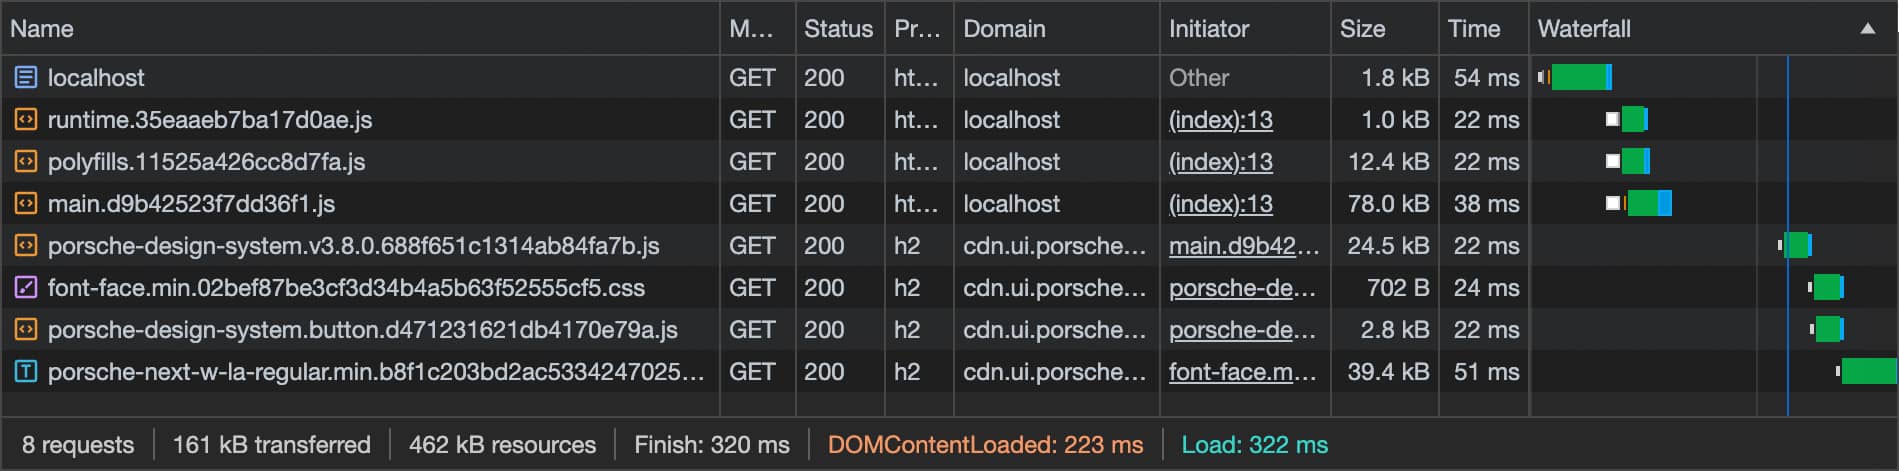 Name M... Status Pr... Domain Initiator Size Time Waterfall
localhost GET 200 ht... localhost Other 1.8 kB 54 ms
runtime.35eaaeb7ba17d0ae.js GET 200 ht... localhost (index):13 1.0 kB 22 ms
polyfills.11525a426cc8d7fa.js GET 200 ht... localhost (index):13 12.4 kB 22 ms
main.d9b42523f7dd36f1.js GET 200 ht... localhost (index):13 78.0 kB 38 ms
porsche-design-system.v3.8.0.688f651c1314ab84fa7b.js GET 200 h2 cdn.ui.porsche... main.d9b42... 24.5 kB 22 ms
font-face.min.02bef87be3cf3d34b4a5b63f52555cf5.css GET 200 h2 cdn.ui.porsche... porsche-de... 702 B 24 ms
porsche-design-system.button.d471231621db4170e79a.js GET 200 h2 cdn.ui.porsche... porsche-de... 2.8 kB 22 ms
porsche-next-w-la-regular.min.b8f1c203bd2ac5334247025... GET 200 h2 cdn.ui.porsche... font-face.m... 39.4 kB 51 ms
8 requests 161 kB transferred 462 kB resources Finish: 320 ms DOMContentLoaded: 223 ms Load: 322 ms